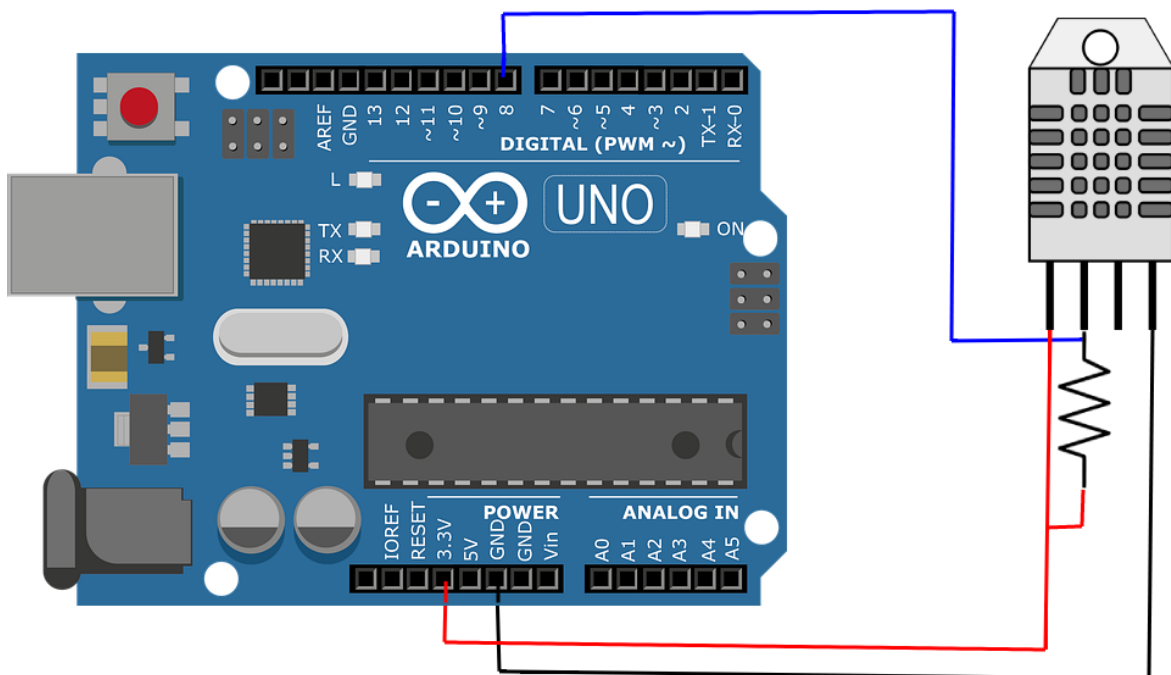 AREF
GND
13
12
~11
~10
~9
8
7
~6
~5
4
~3
2
TX-1
RX-0
DIGITAL (PWM ~)
L
TX
RX
ARDUINO
UNO
ON
POWER
ANALOG IN
IOREF
RESET
3.3V
5V
GND
GND
Vin
A0
A1
A2
A3
A4
A5